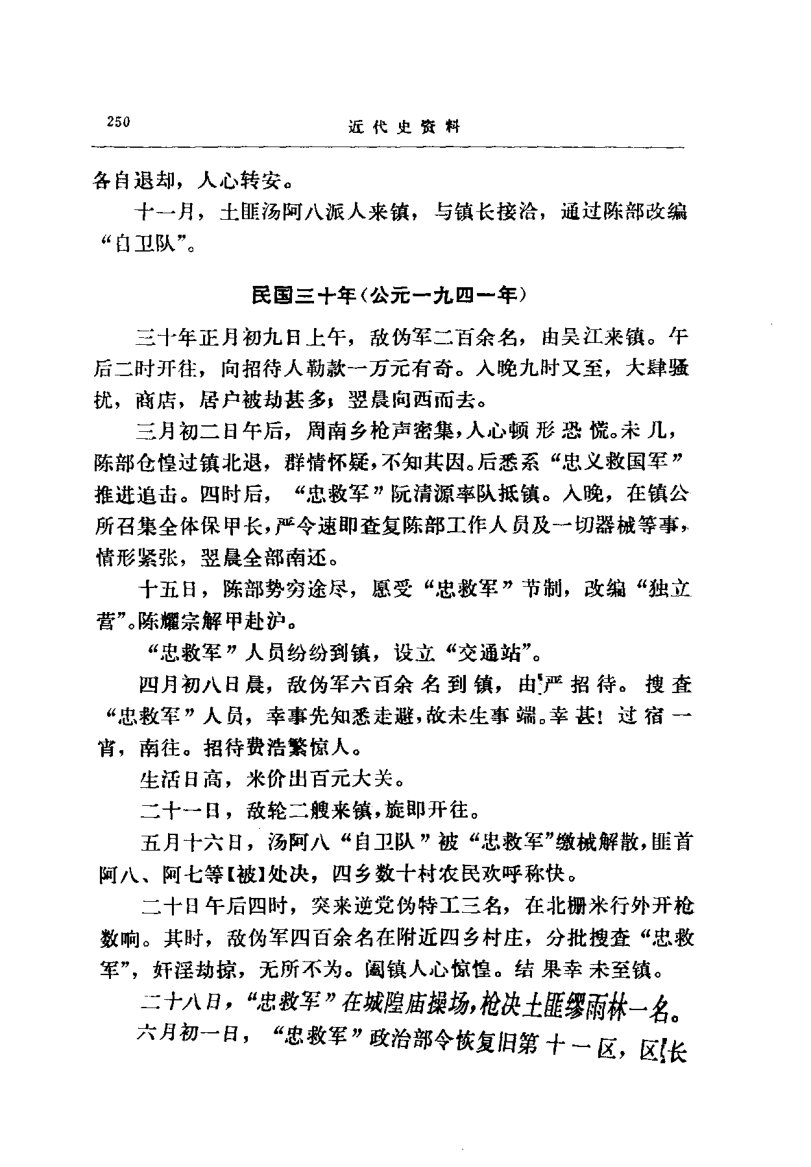 250
近代史资料
各自退却，人心转安。
十一月，土匪汤阿八派人来镇，与镇长接洽，通过陈部改编
“自卫队”。
民国三十年（公元一九四一年）
三十年正月初九日上午，敌伪军二百余名，由吴江来镇。午
后二时开往，向招待人勒款一万元有奇。入晚九时又至，大肆骚
扰，商店，居户被劫甚多；翌晨向西而去。
三月初二日午后，周南乡枪声密集，人心顿形恐慌。未几，
陈部仓惶过镇北退，群情怀疑，不知其因。后悉系“忠义救国军”
推进追击。四时后，“忠救军”阮清源率队抵镇。入晚，在镇公
所召集全体保甲长，严令速即查复陈部工作人员及一切器械等事，
情形紧张，翌晨全部南还。
十五日，陈部势穷途尽，愿受“忠救军”节制，改编“独立
营”。陈耀宗解甲赴沪。
“忠救军”人员纷纷到镇，设立“交通站”。
四月初八日晨，敌伪军六百余名到镇，由严招待。搜查
“忠救军”人员，幸事先知悉走避，故未生事端。幸甚！过宿一
宵，南往。招待费浩繁惊人。
生活日高，米价出百元大关。
二十一日，敌轮二艘来镇，旋即开往。
五月十六日，汤阿八“自卫队”被“忠救军”缴械解散，匪首
阿八、阿七等【被】处决，四乡数十村农民欢呼称快。
二十日午后四时，突来逆党伪特工三名，在北栅米行外开枪
数响。其时，敌伪军四百余名在附近四乡村庄，分批搜查“忠救
军”，奸淫劫掠，无所不为。阖镇人心惊惶。结果幸未至镇。
二十八日，“忠救军”在城隍庙操场，枪决土匪缪雨林一名。
六月初一日，“忠救军”政治部令恢复旧第十一区，区长